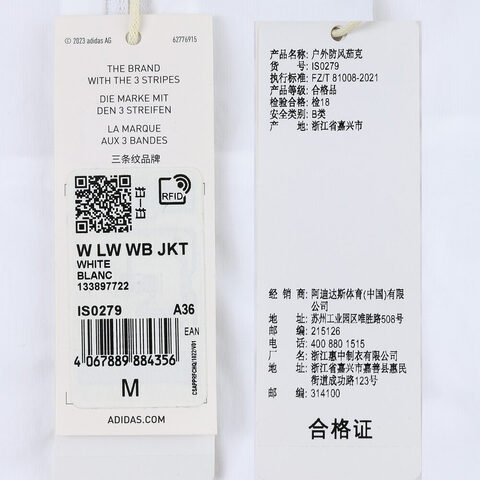 © 2023 adidas AG 62776915
THE BRAND
WITH THE 3 STRIPES
DIE MARKE MIT
DEN 3 STREIFEN
LA MARQUE
AUX 3 BANDES
三条纹品牌
RFID
W LW WB JKT
WHITE
BLANC
133897722
IS0279 A36
EAN
4 067889 884356
M
ADIDAS.COM
产品名称: 户外防风茄克
货 号: IS0279
执行标准: FZ/T 81008-2021
产品等级: 合格品
检验合格: 检18
安全类别: B类
产 地: 浙江省嘉兴市
经 销 商: 阿迪达斯体育(中国)有限
公司
地 址: 苏州工业园区唯胜路508号
邮 编: 215126
电 话: 400 880 1515
厂 名: 浙江惠中制衣有限公司
地 址: 浙江省嘉兴市嘉善县惠民
街道成功路123号
邮 编: 314100
合格证